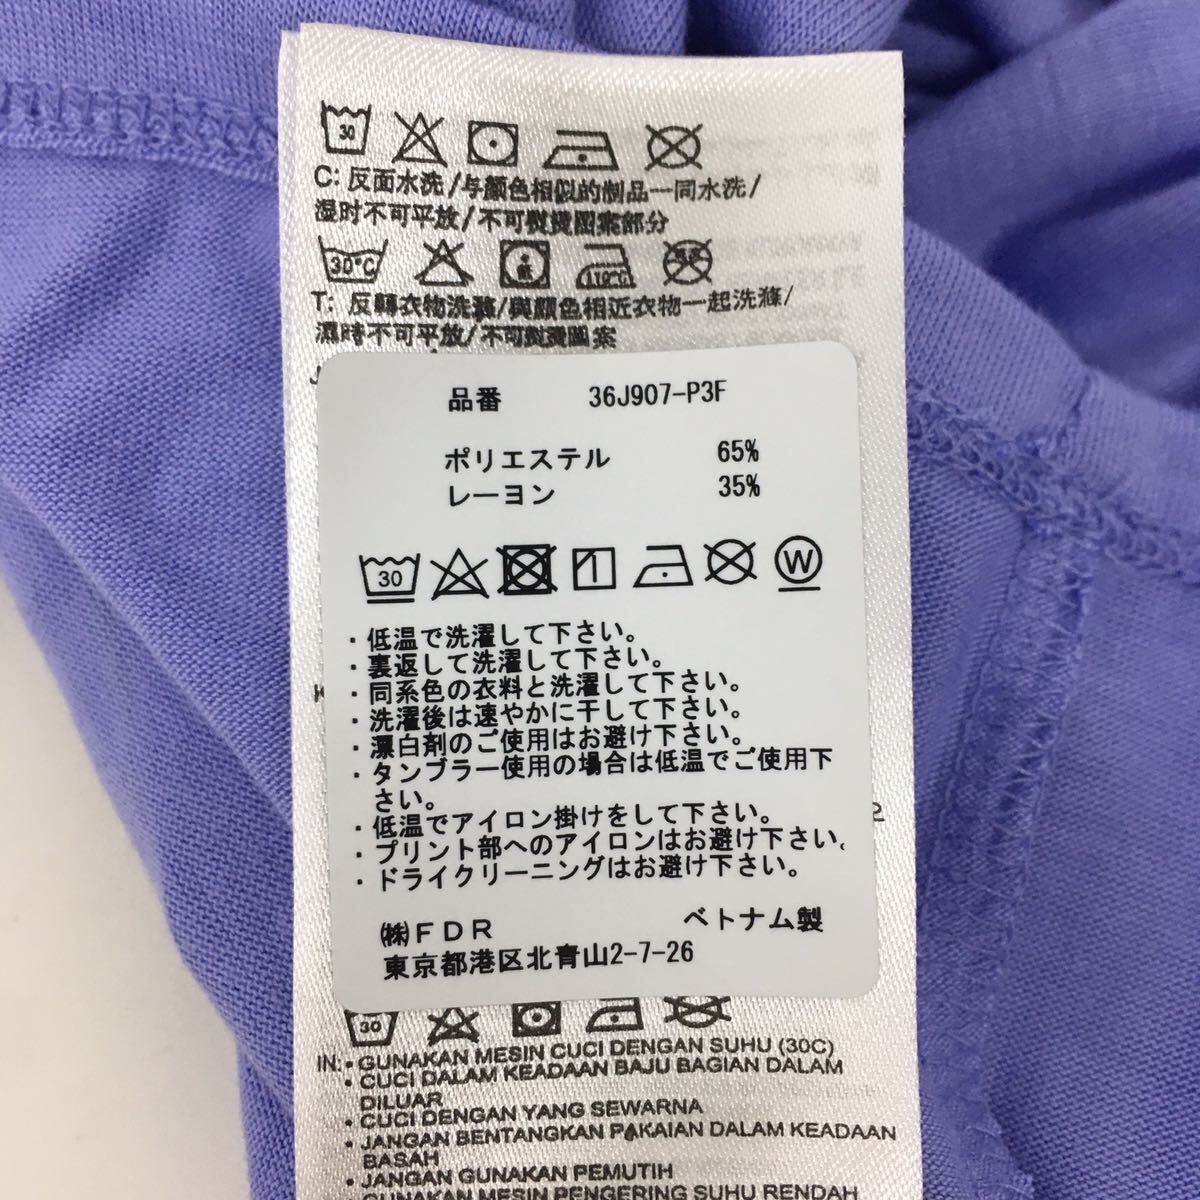 30
C: 反面水洗/与颜色相似的制品一同水洗/
湿时不可平放/不可熨烫图案部分
30°C
110°C
T: 反轉衣物洗滌/與顏色相近衣物一起洗滌/
濕時不可平放/不可熨燙圖案
品番 36J907-P3F
ポリエステル 65%
レーヨン 35%
30 W
・低温で洗濯して下さい。
・裏返して洗濯して下さい。
・同系色の衣料と洗濯して下さい。
・洗濯後は速やかに干して下さい。
・漂白剤のご使用はお避け下さい。
・タンブラー使用の場合は低温でご使用下
さい。
・低温でアイロン掛けをして下さい。
・プリント部へのアイロンはお避け下さい。
・ドライクリーニングはお避け下さい。
㈱FDR ベトナム製
東京都港区北青山2-7-26
30
IN: • GUNAKAN MESIN CUCI DENGAN SUHU (30C)
• CUCI DALAM KEADAAN BAJU BAGIAN DALAM
DILUAR
• CUCI DENGAN YANG SEWARNA
• JANGAN BENTANGKAN PAKAIAN DALAM KEADAAN
BASAH
• JANGAN GUNAKAN PEMUTIH
• GUNAKAN MESIN PENGERING SUHU RENDAH